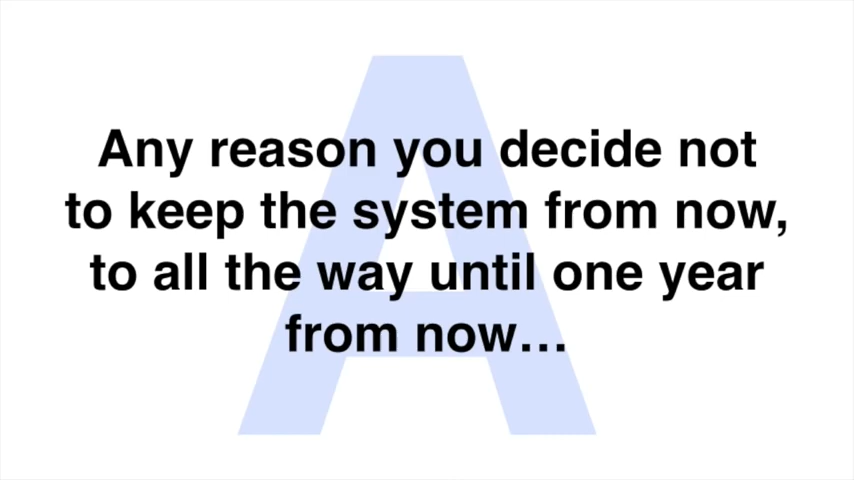 A
Any reason you decide not
to keep the system from now,
to all the way until one year
from now…